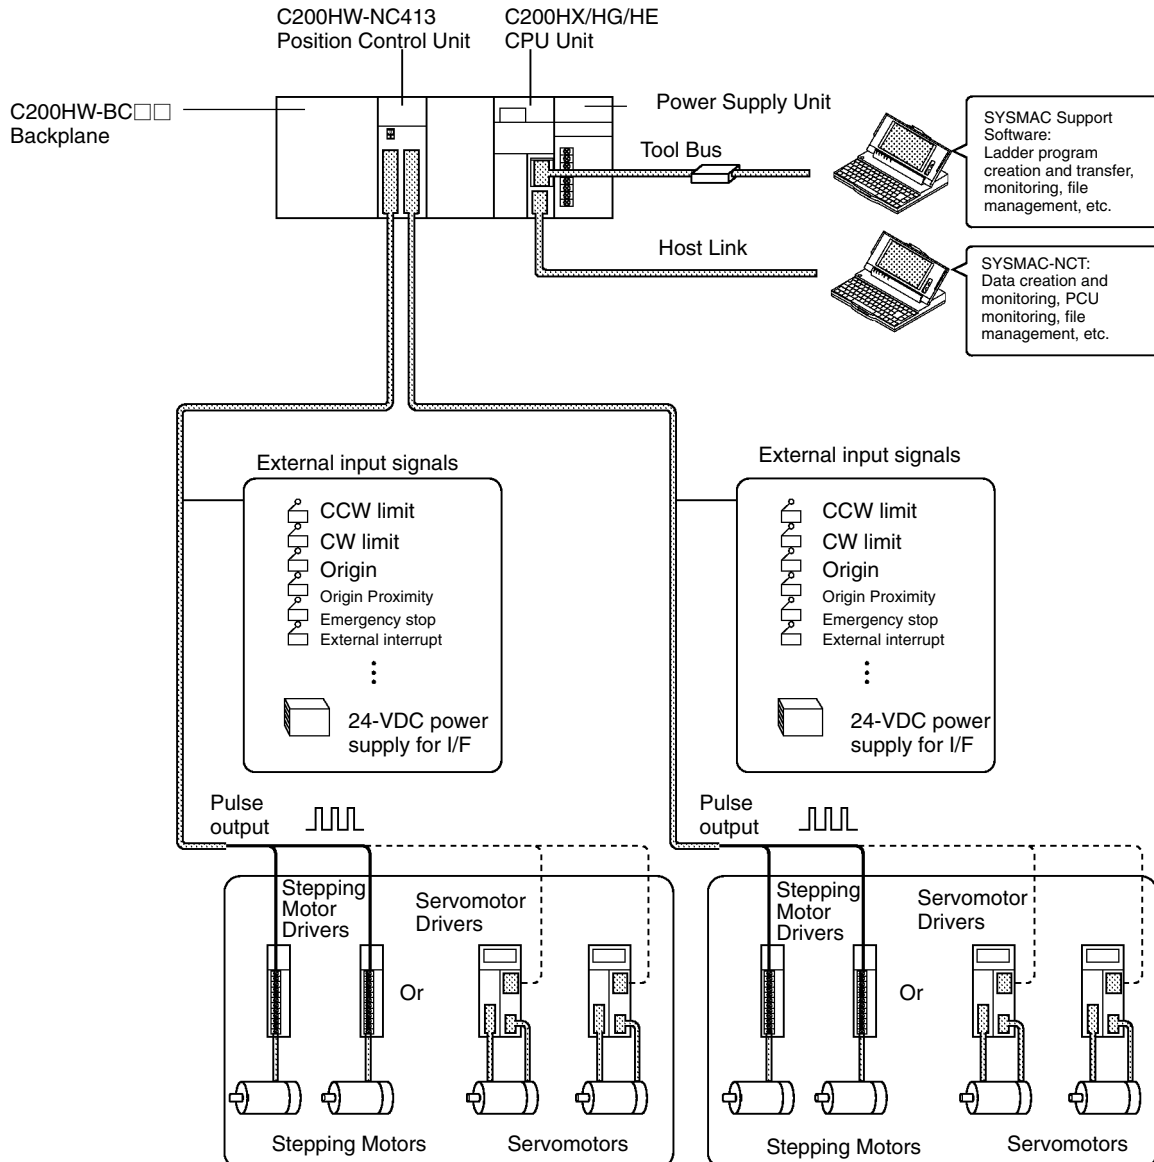 C200HW-NC413
Position Control Unit
C200HX/HG/HE
CPU Unit
C200HW-BC□□
Backplane
Power Supply Unit
Tool Bus
SYSMAC Support
Software:
Ladder program
creation and transfer,
monitoring, file
management, etc.
Host Link
SYSMAC-NCT:
Data creation and
monitoring, PCU
monitoring, file
management, etc.
External input signals
CCW limit
CW limit
Origin
Origin Proximity
Emergency stop
External interrupt
24-VDC power
supply for I/F
External input signals
CCW limit
CW limit
Origin
Origin Proximity
Emergency stop
External interrupt
24-VDC power
supply for I/F
Pulse
output
Stepping
Motor
Drivers
Servomotor
Drivers
Or
Stepping Motors
Servomotors
Pulse
output
Stepping
Motor
Drivers
Servomotor
Drivers
Or
Stepping Motors
Servomotors